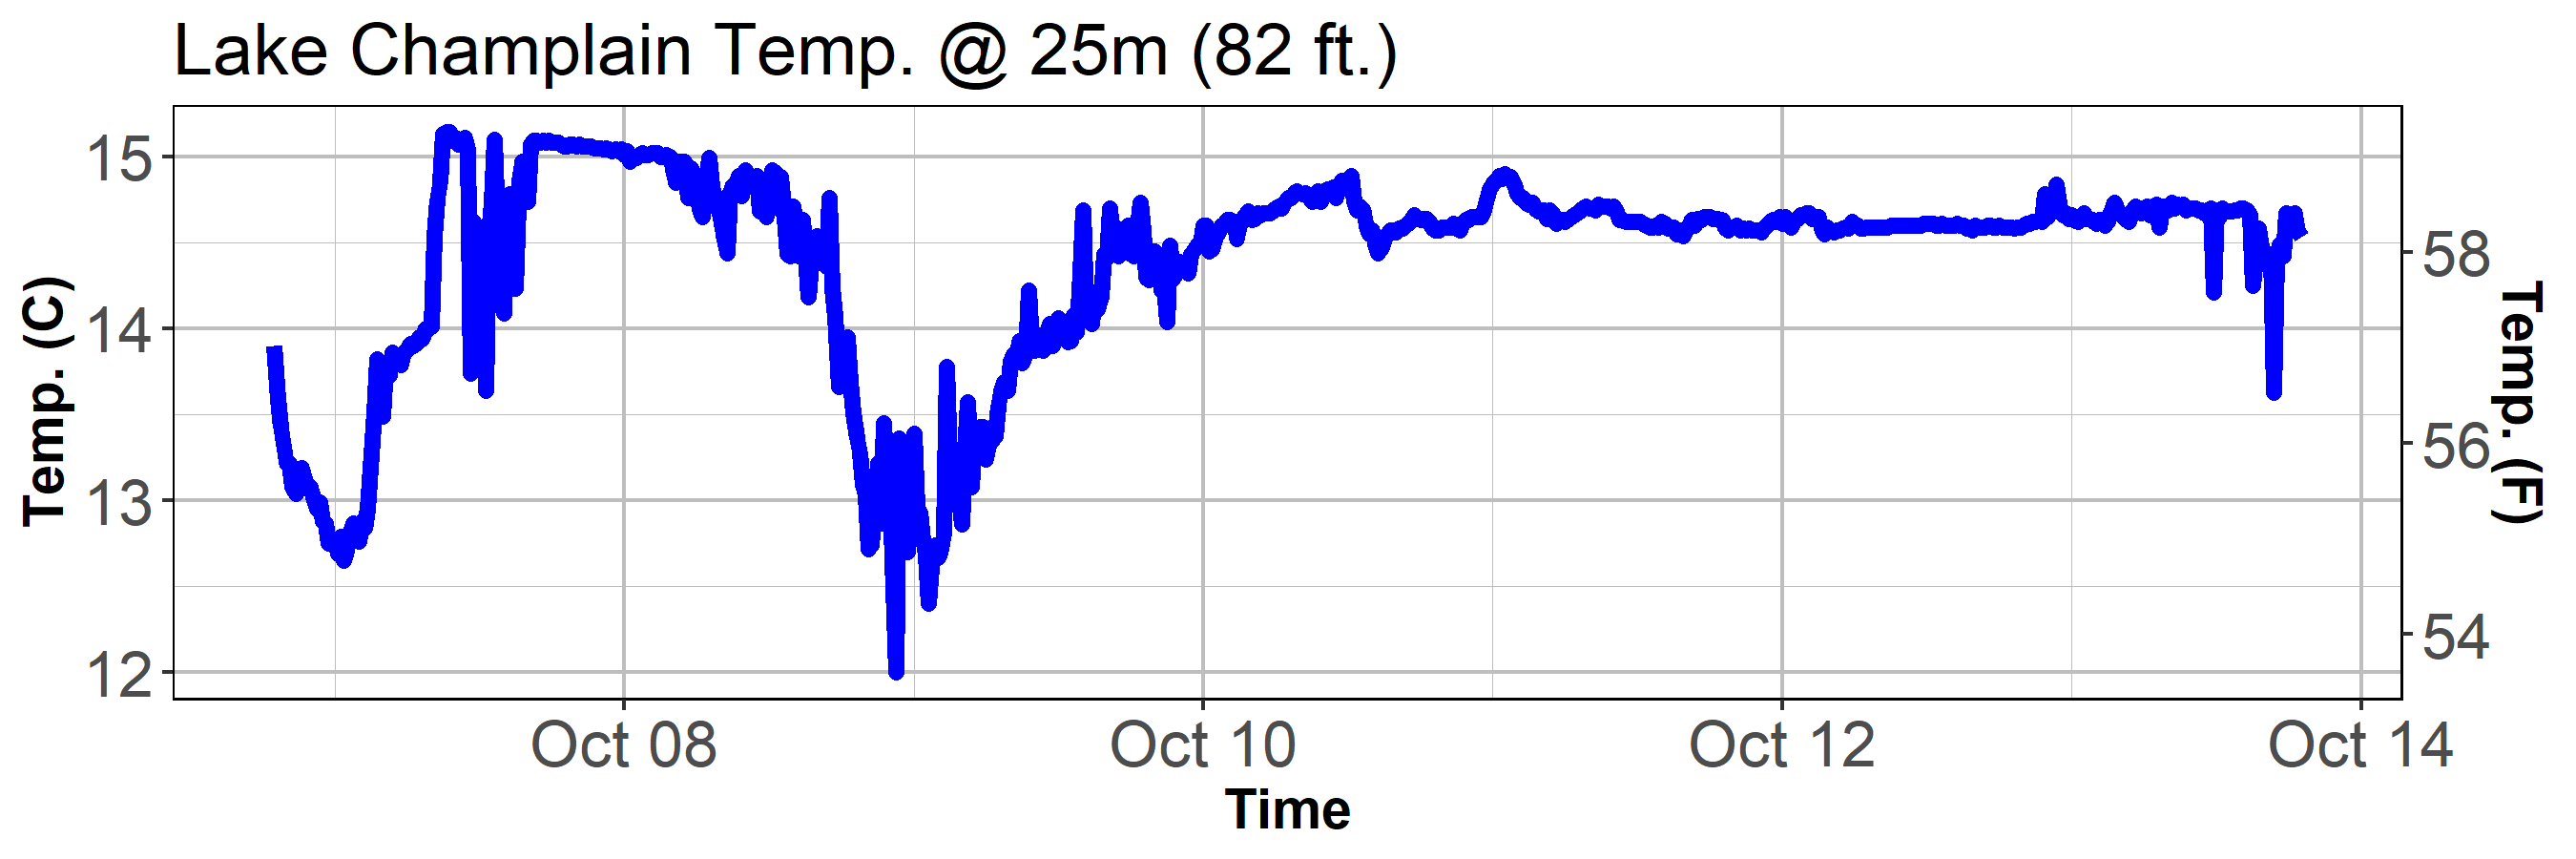 Lake Champlain Temp. @ 25m (82 ft.)
Temp. (C)
15
14
13
12
58
56
54
Temp. (F)
Oct 08
Oct 10
Oct 12
Oct 14
Time